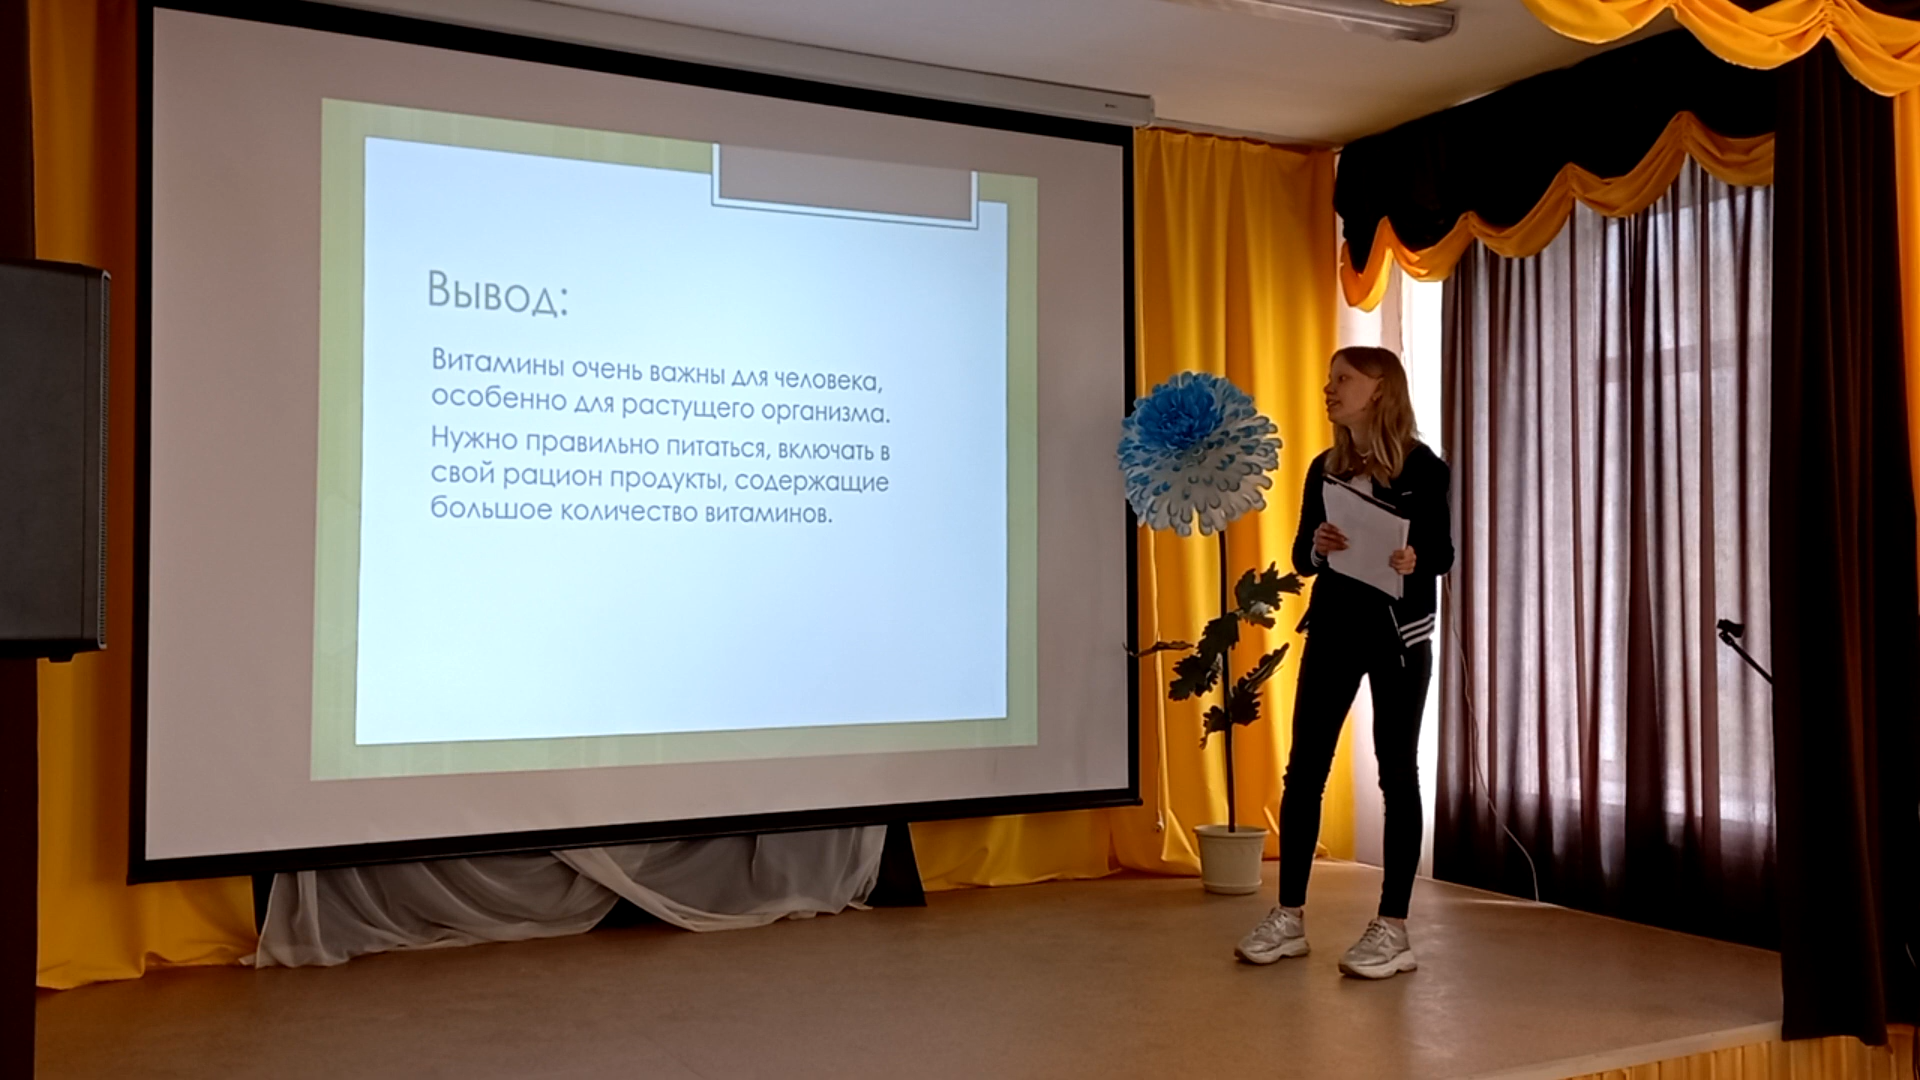 Вывод:
Витамины очень важны для человека,
особенно для растущего организма.
Нужно правильно питаться, включать в
свой рацион продукты, содержащие
большое количество витаминов.